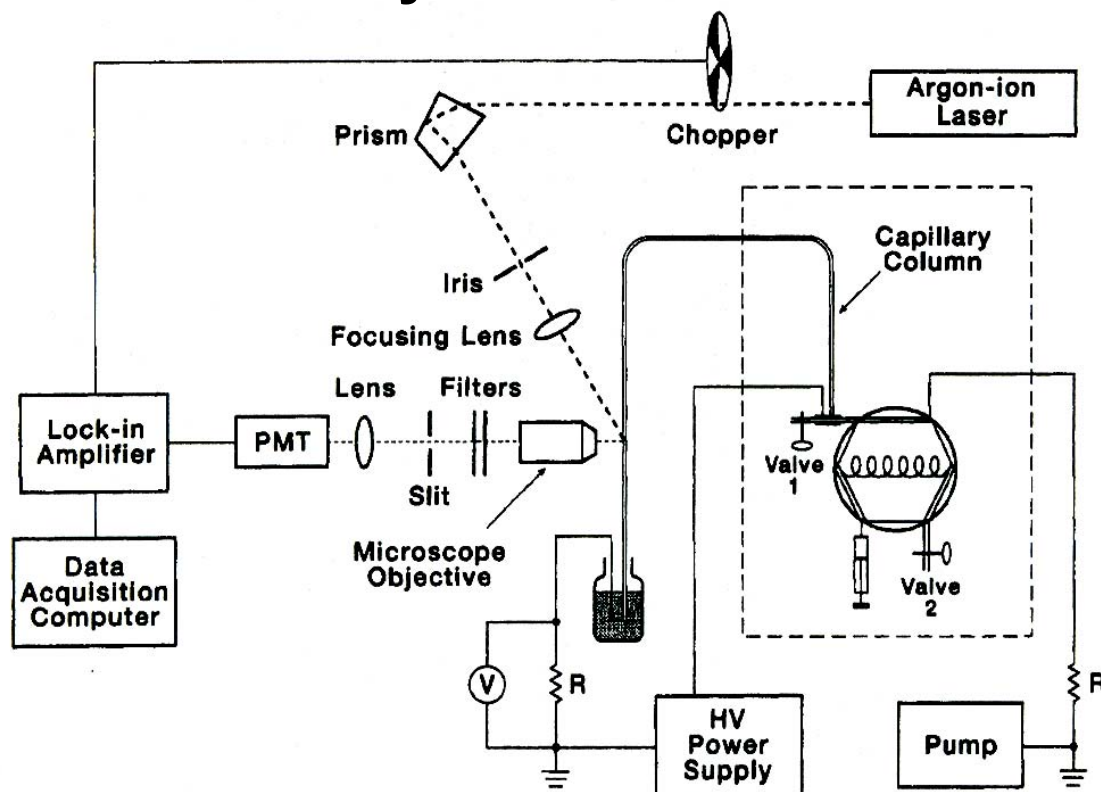 Argon-ion
Laser
Chopper
Prism
Capillary
Column
Iris
Focusing Lens
Lens
Filters
Lock-in
Amplifier
PMT
Slit
Valve
1
Microscope
Objective
Valve
2
Data
Acquisition
Computer
V
R
R
HV
Power
Supply
Pump